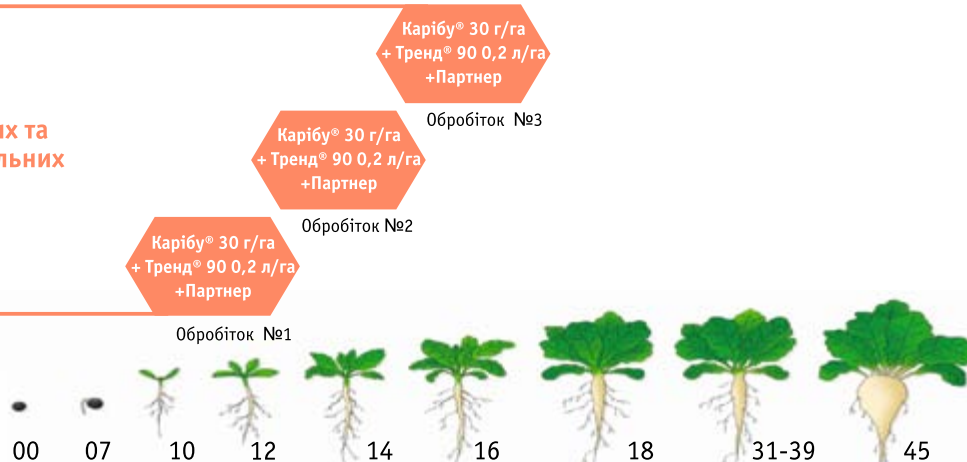 Карібу® 30 г/га
+ Тренд® 90 0,2 л/га
+Партнер
Обробіток №3
их та
льних
Карібу® 30 г/га
+ Тренд® 90 0,2 л/га
+Партнер
Обробіток №2
Карібу® 30 г/га
+ Тренд® 90 0,2 л/га
+Партнер
Обробіток №1
00 07 10 12 14 16 18 31-39 45